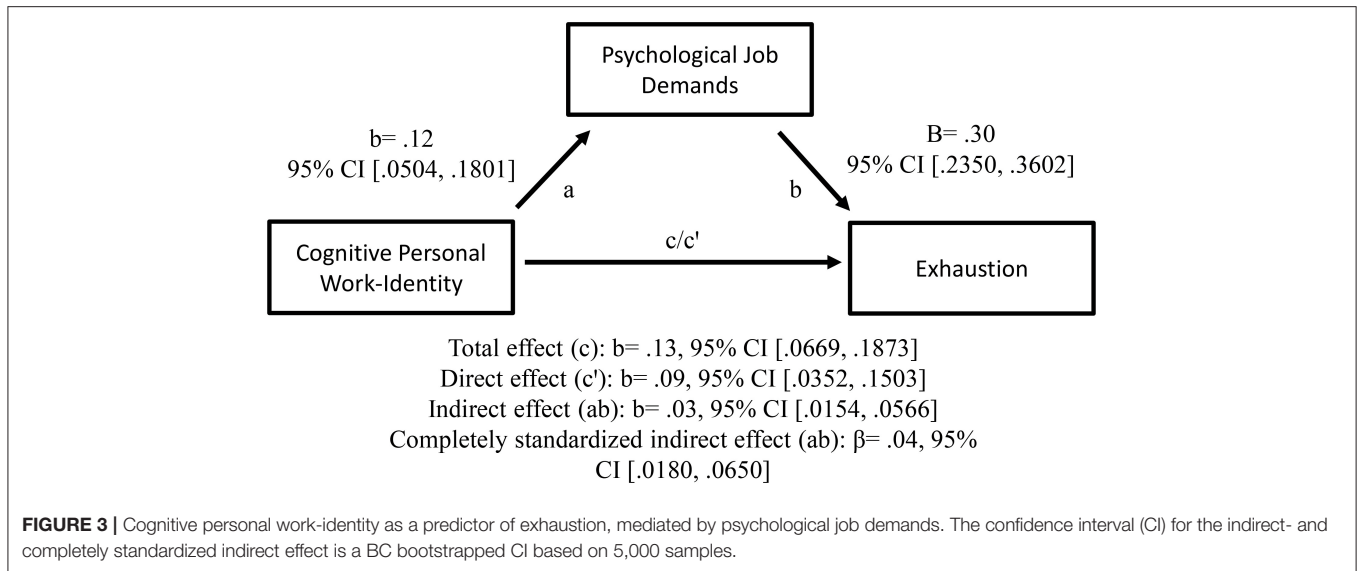 Psychological Job
Demands
b= .12
95% CI [.0504, .1801]
B= .30
95% CI [.2350, .3602]
a
b
Cognitive Personal
Work-Identity
c/c'
Exhaustion
Total effect (c): b= .13, 95% CI [.0669, .1873]
Direct effect (c'): b= .09, 95% CI [.0352, .1503]
Indirect effect (ab): b= .03, 95% CI [.0154, .0566]
Completely standardized indirect effect (ab): β= .04, 95%
CI [.0180, .0650]
FIGURE 3 | Cognitive personal work-identity as a predictor of exhaustion, mediated by psychological job demands. The confidence interval (CI) for the indirect- and
completely standardized indirect effect is a BC bootstrapped CI based on 5,000 samples.